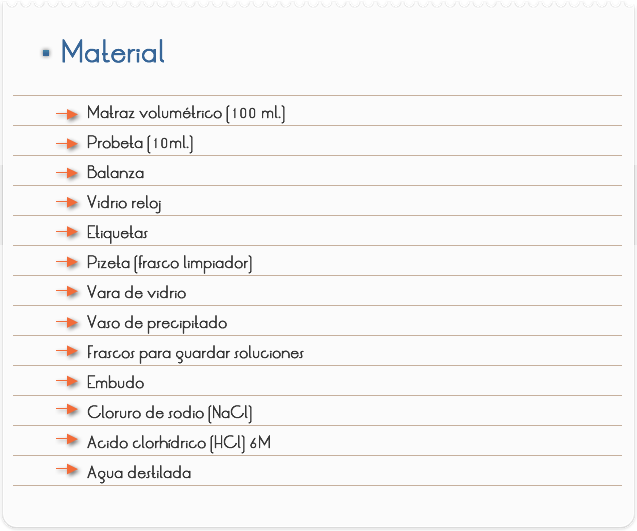 Material
Matraz volumétrico (100 ml.)
Probeta (10ml.)
Balanza
Vidrio reloj
Etiquetas
Pizeta (frasco limpiador)
Vara de vidrio
Vaso de precipitado
Frascos para guardar soluciones
Embudo
Cloruro de sodio (NaCl)
Acido clorhídrico (HCl) 6M
Agua destilada